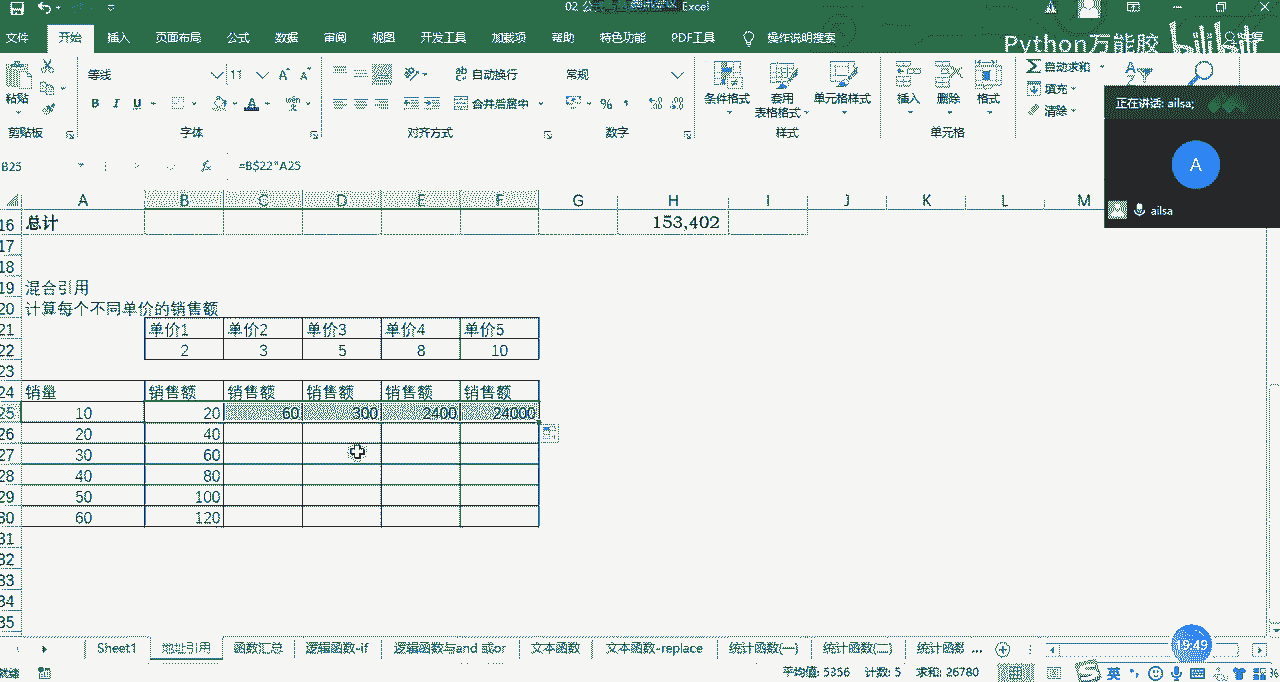 Excel
文件 开始 插入 页面布局 公式 数据 审阅 视图 开发工具 加载项 帮助 特色功能 PDF工具 操作说明搜索
Python万能胶 bilibili
粘贴 等线 11 自动换行 常规 条件格式 套用 表格格式 单元格样式 插入 删除 格式 自动求和 填充 清除
B I U A 合并后居中 %
剪贴板 字体 对齐方式 数字 样式 单元格
正在讲话: ailsa;
A
ailsa
B25 fx =B$22*A25
A B C D E F G H I J K L M
16 总计 153,402
17
18
19 混合引用
20 计算每个不同单价的销售额
21 单价1 单价2 单价3 单价4 单价5
22 2 3 5 8 10
23
24 销量 销售额 销售额 销售额 销售额 销售额
25 10 20 60 300 2400 24000
26 20 40
27 30 60
28 40 80
29 50 100
30 60 120
31
32
33
34
35
Sheet1 地址引用 函数汇总 逻辑函数-if 逻辑函数与and 或or 文本函数 文本函数-replace 统计函数(一) 统计函数(二) 统计函数 ...
19:49
就绪 平均值: 5356 计数: 5 求和: 26780 英